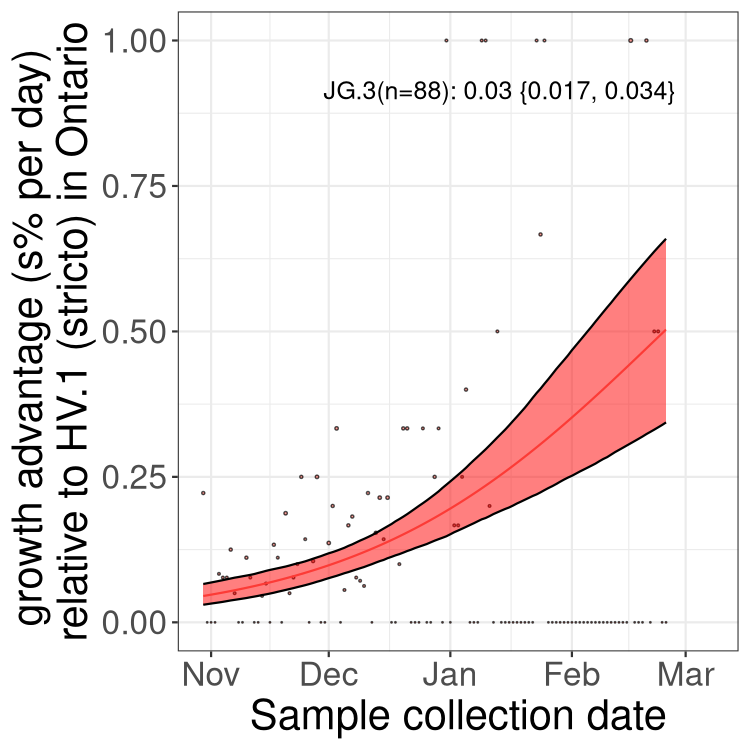 growth advantage (s% per day)
relative to HV.1 (stricto) in Ontario
1.00
JG.3(n=88): 0.03 {0.017, 0.034}
0.75
0.50
0.25
0.00
Nov Dec Jan Feb Mar
Sample collection date